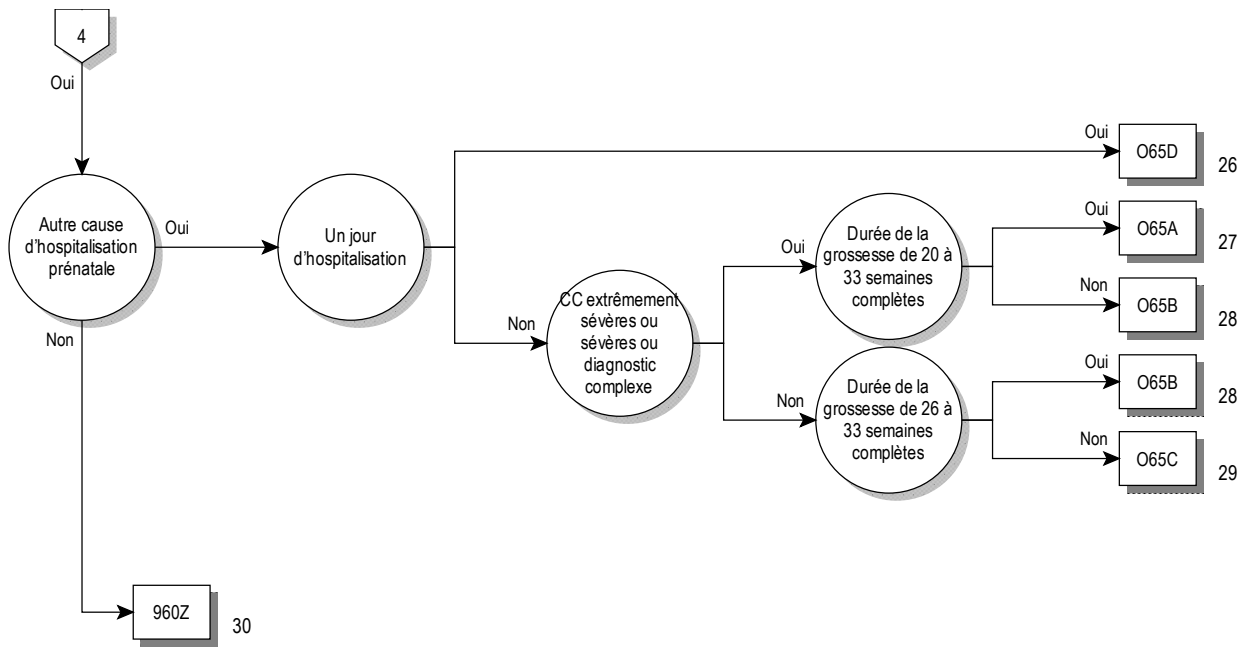 4
Oui
Autre cause
d'hospitalisation
prénatale
Oui
Non
Un jour
d'hospitalisation
Oui
O65D
26
Non
CC extrêmement
sévères ou
sévères ou
diagnostic
complexe
Oui
Durée de la
grossesse de 20 à
33 semaines
complètes
Oui
O65A
27
Non
O65B
28
Non
Durée de la
grossesse de 26 à
33 semaines
complètes
Oui
O65B
28
Non
O65C
29
960Z
30